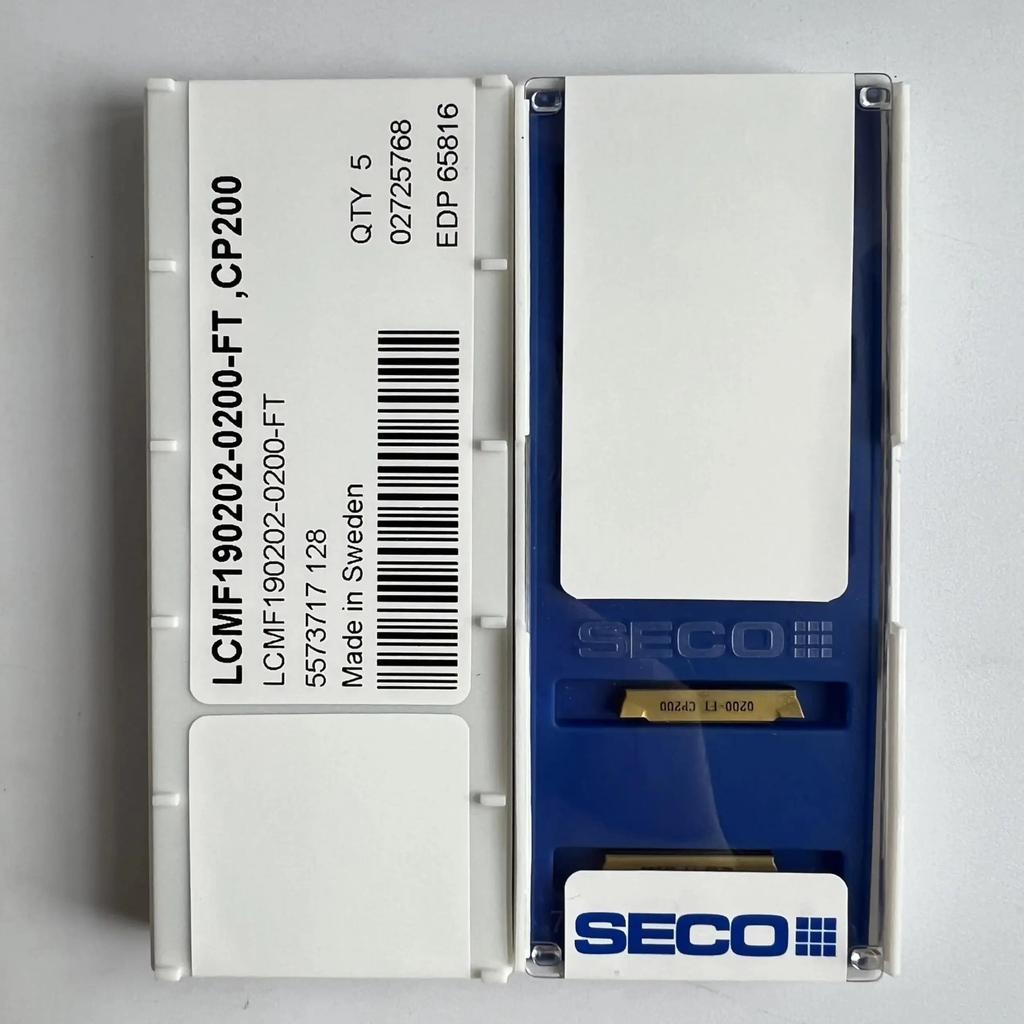 LCMF190202-0200-FT ,CP200
LCMF190202-0200-FT
5573717 128
Made in Sweden
QTY 5
02725768
EDP 65816
SECO
0200-FT CP200
SECO